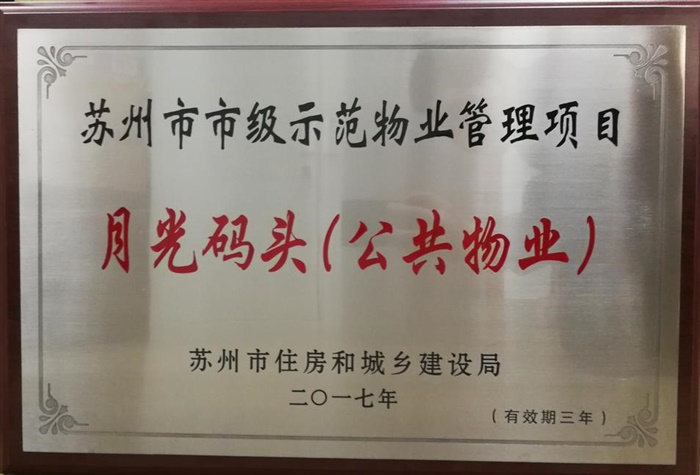 苏州市市级示范物业管理项目
月光码头(公共物业)
苏州市住房和城乡建设局
二〇一七年
(有效期三年)